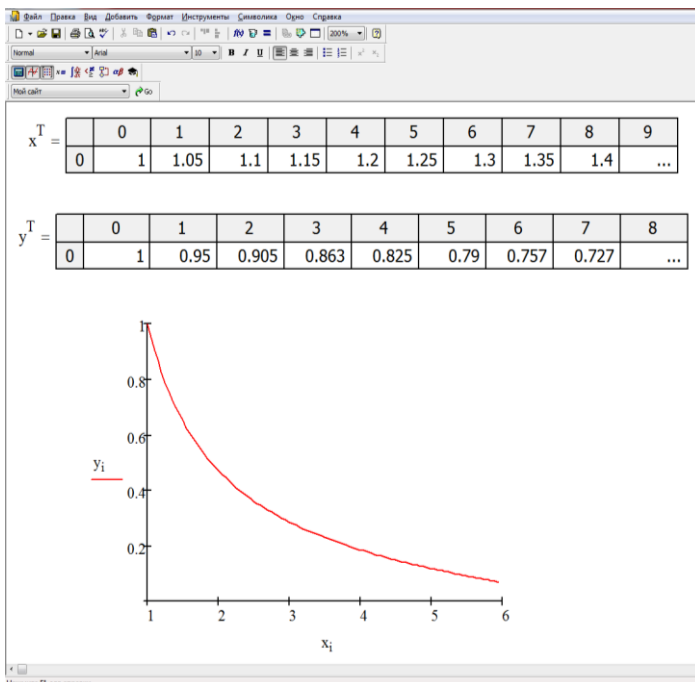 Файл Правка Вид Добавить Формат Инструменты Символика Окно Справка
200%
Normal Arial 10 B I U
Мой сайт Go
x^T = 0 1 2 3 4 5 6 7 8 9
0 1 1.05 1.1 1.15 1.2 1.25 1.3 1.35 1.4 ...
y^T = 0 1 2 3 4 5 6 7 8
0 1 0.95 0.905 0.863 0.825 0.79 0.757 0.727 ...
1
0.8
0.6
y_i
0.4
0.2
1 2 3 4 5 6
x_i